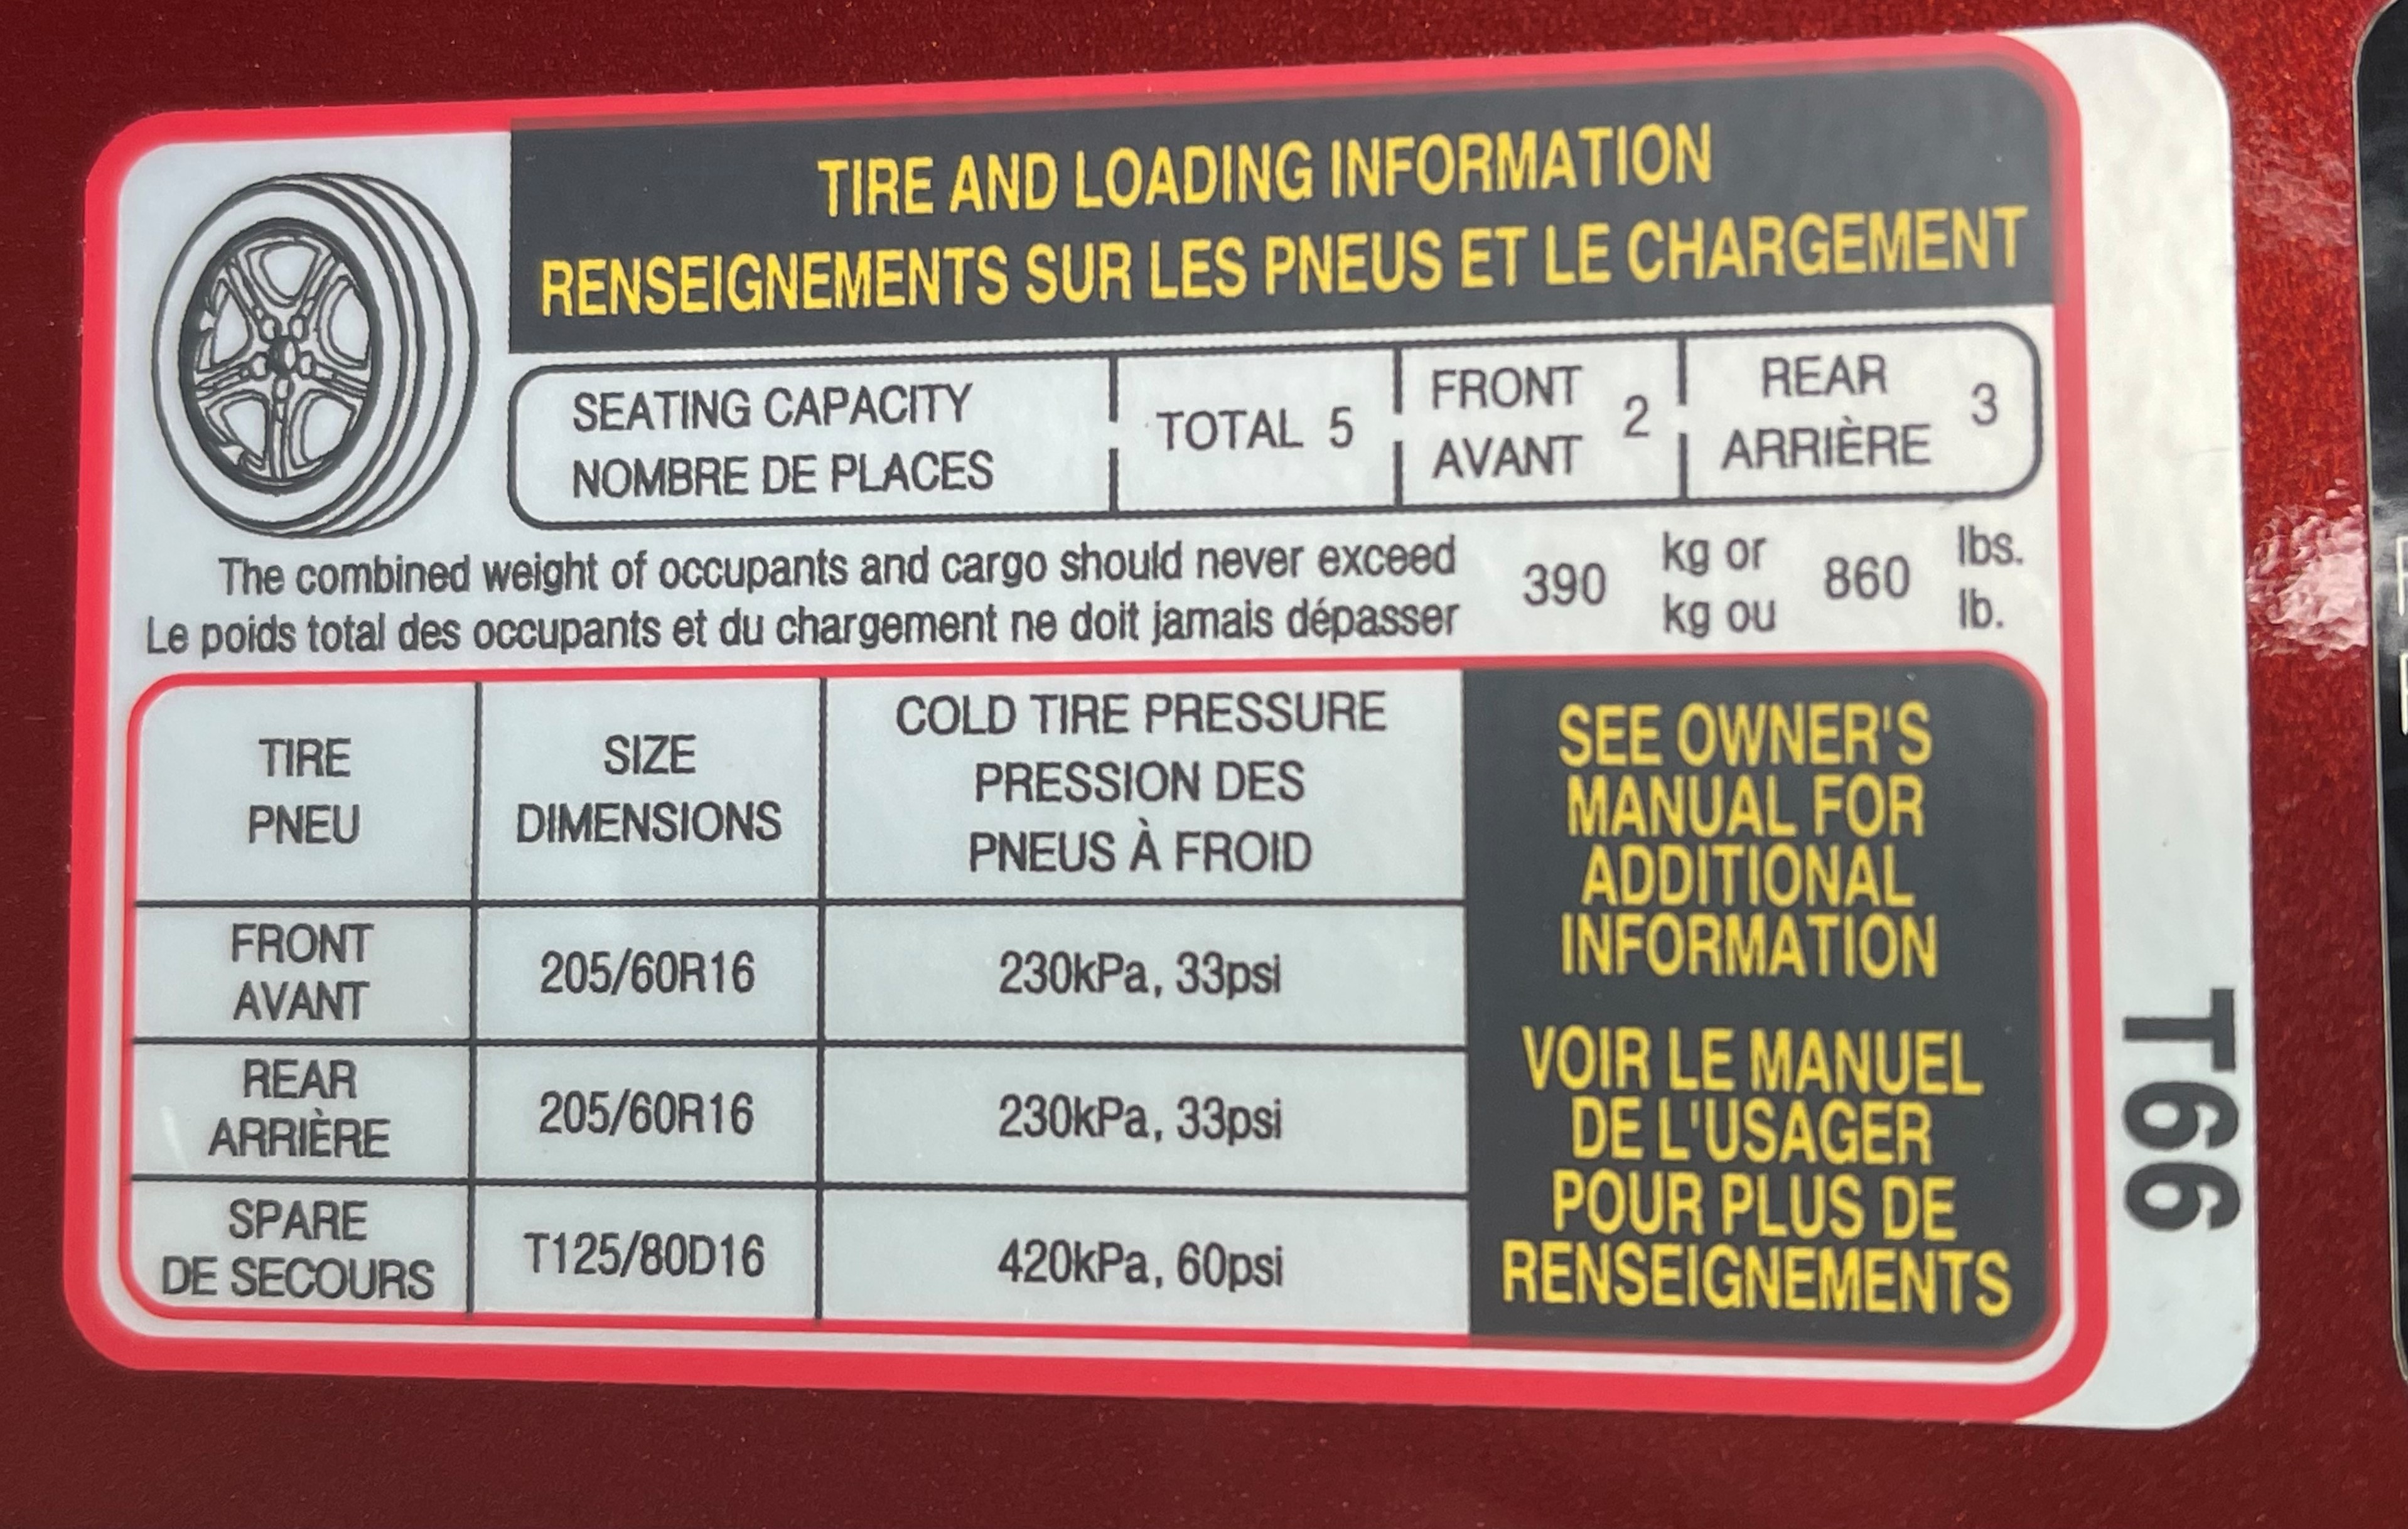 TIRE AND LOADING INFORMATION
RENSEIGNEMENTS SUR LES PNEUS ET LE CHARGEMENT
SEATING CAPACITY
NOMBRE DE PLACES
TOTAL 5
FRONT
AVANT
2
REAR
ARRIÈRE
3
The combined weight of occupants and cargo should never exceed 390 kg or 860 lbs.
Le poids total des occupants et du chargement ne doit jamais dépasser kg ou lb.
TIRE
PNEU
SIZE
DIMENSIONS
COLD TIRE PRESSURE
PRESSION DES
PNEUS À FROID
FRONT
AVANT
205/60R16
230kPa, 33psi
REAR
ARRIÈRE
205/60R16
230kPa, 33psi
SPARE
DE SECOURS
T125/80D16
420kPa, 60psi
SEE OWNER'S
MANUAL FOR
ADDITIONAL
INFORMATION
VOIR LE MANUEL
DE L'USAGER
POUR PLUS DE
RENSEIGNEMENTS
T66